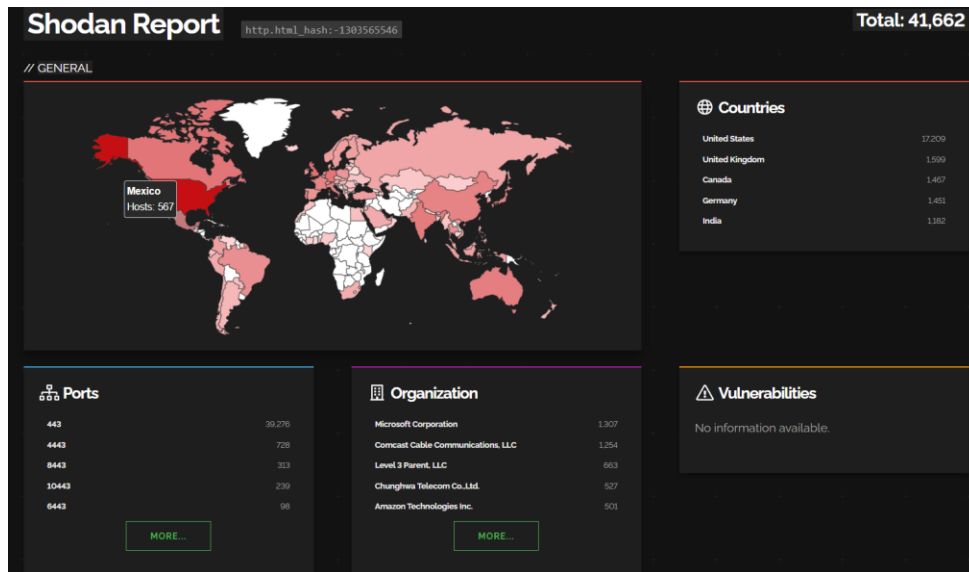 Shodan Report
http.html_hash:-1303565546
Total: 41,662
// GENERAL
Mexico
Hosts: 567
Countries
United States 17,209
United Kingdom 1,599
Canada 1,467
Germany 1,451
India 1,182
Ports
443 39,276
4443 728
8443 313
10443 239
6443 98
MORE...
Organization
Microsoft Corporation 1,307
Comcast Cable Communications, LLC 1,254
Level 3 Parent, LLC 663
Chunghwa Telecom Co.,Ltd. 527
Amazon Technologies Inc. 501
MORE...
Vulnerabilities
No information available.